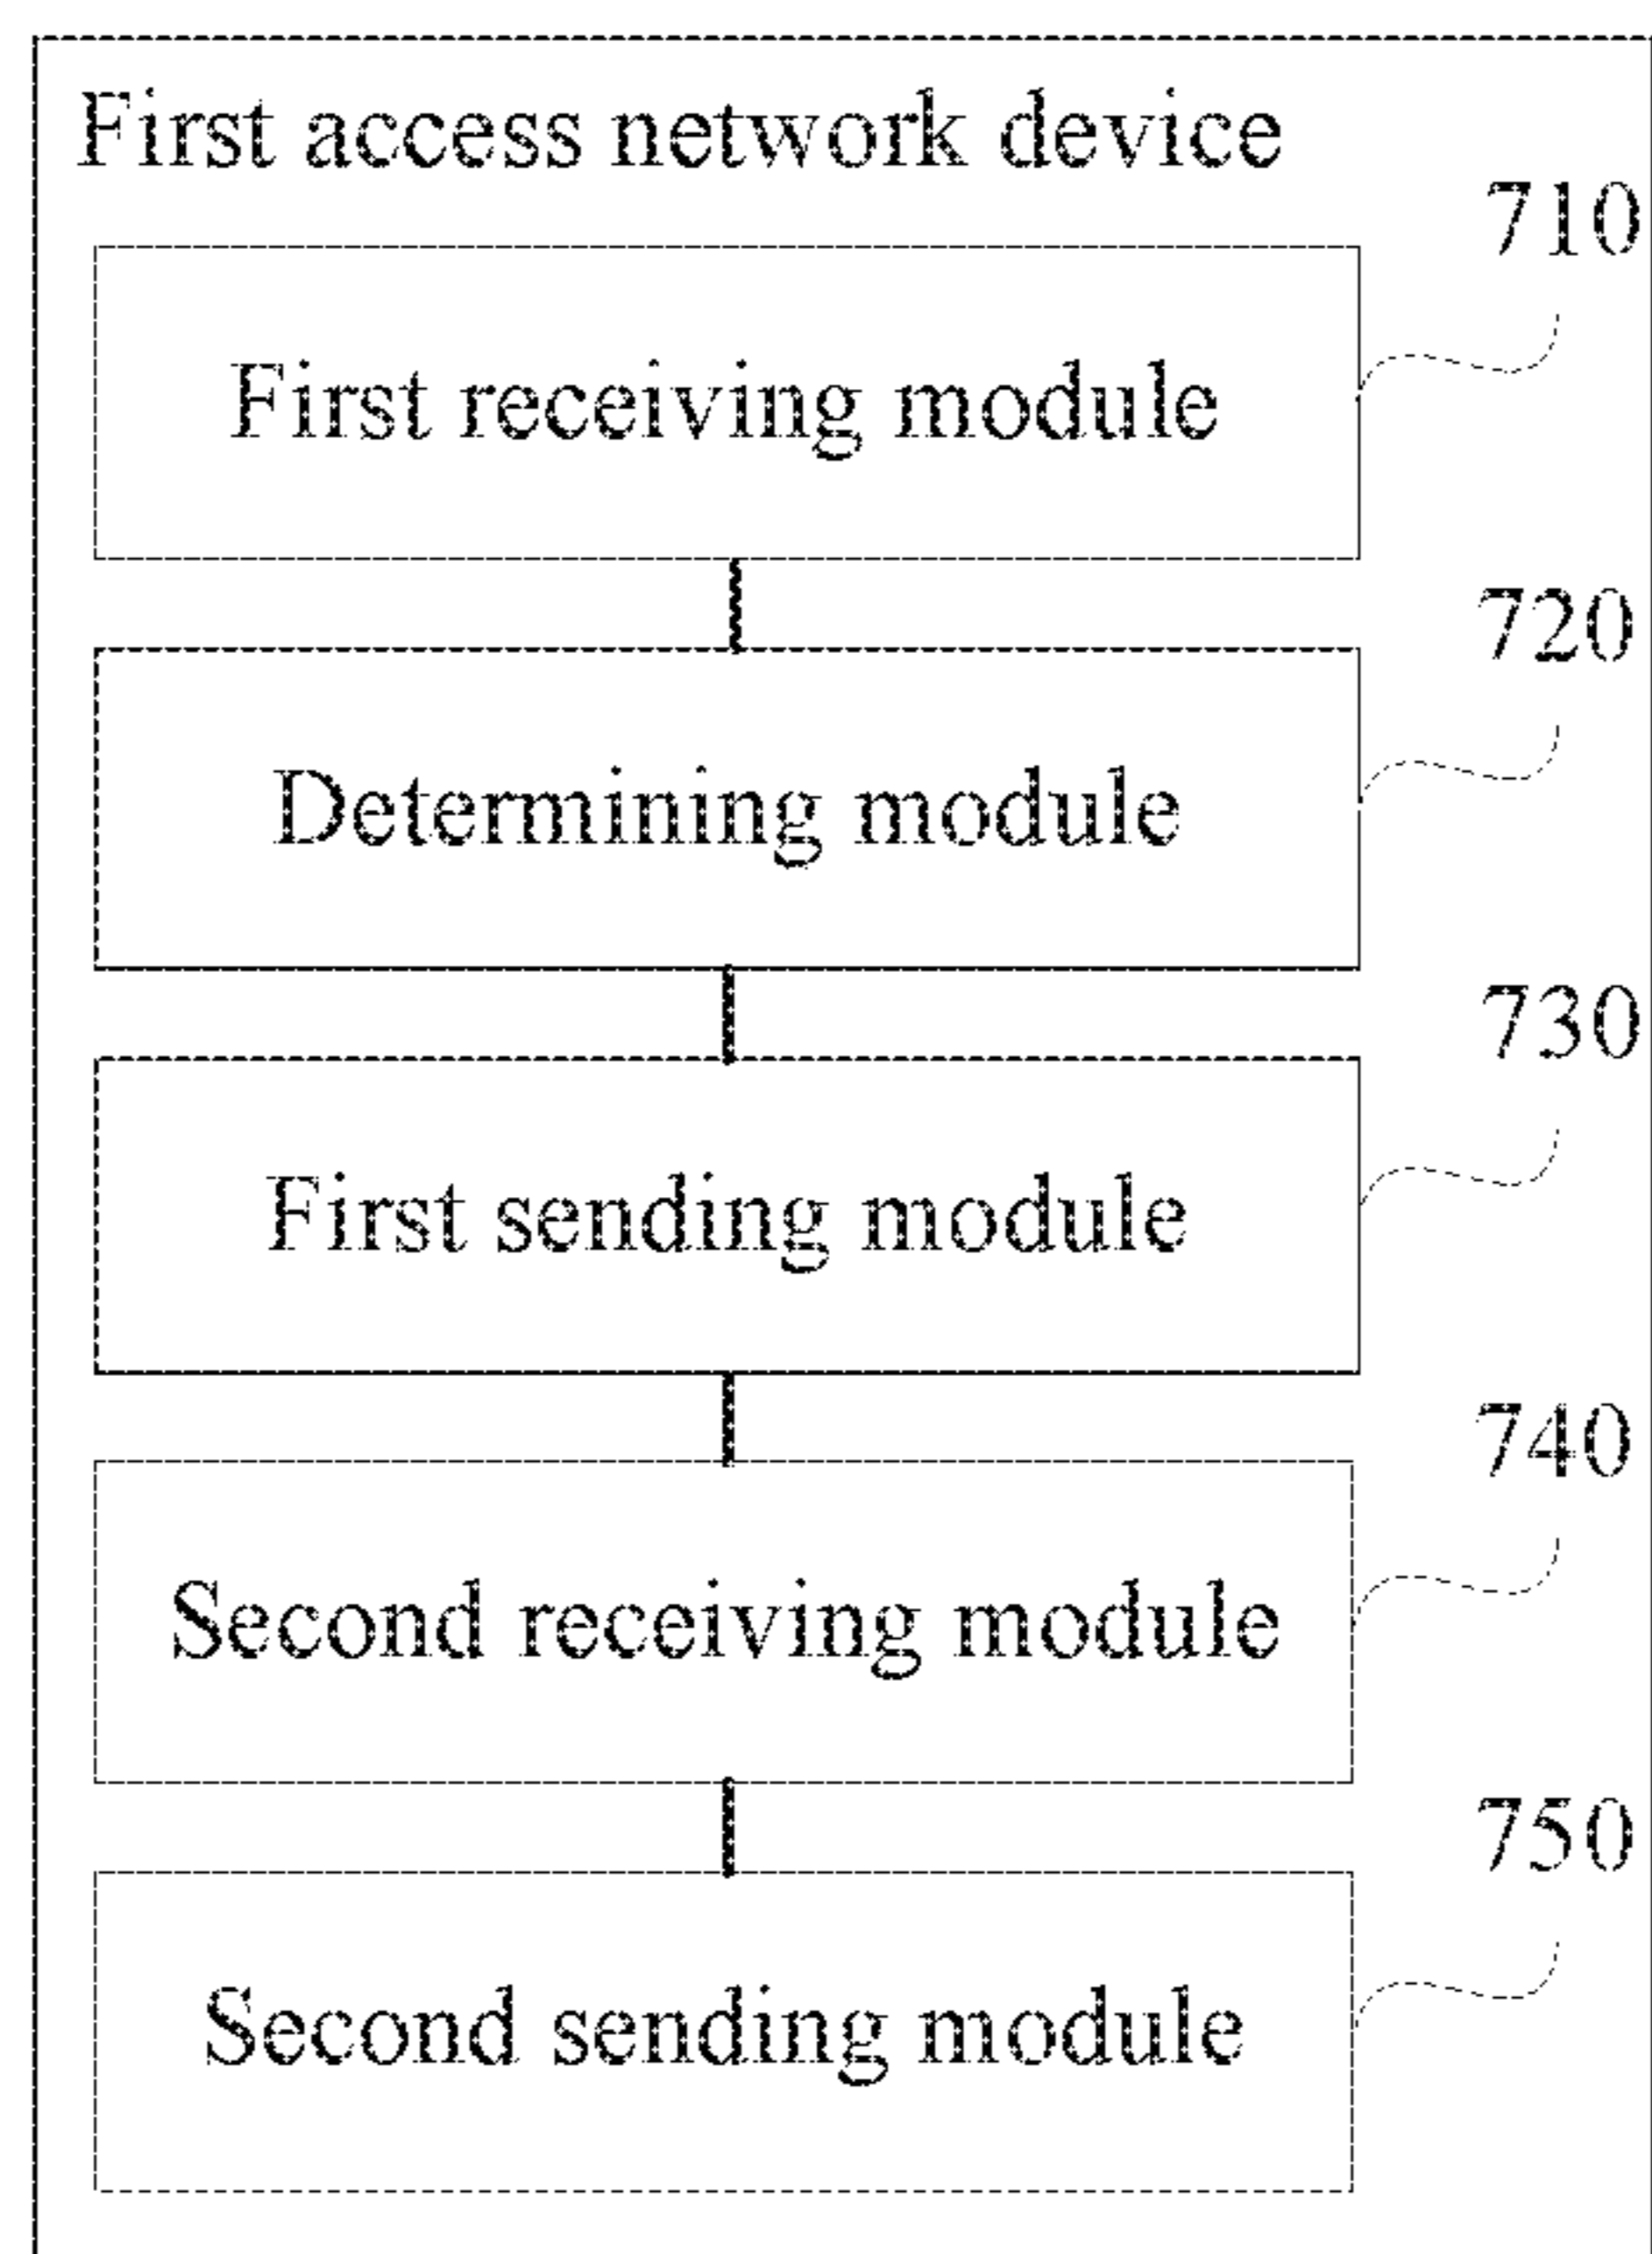 First access network device
710
First receiving module
720
Determining module
730
First sending module
740
Second receiving module
750
Second sending module